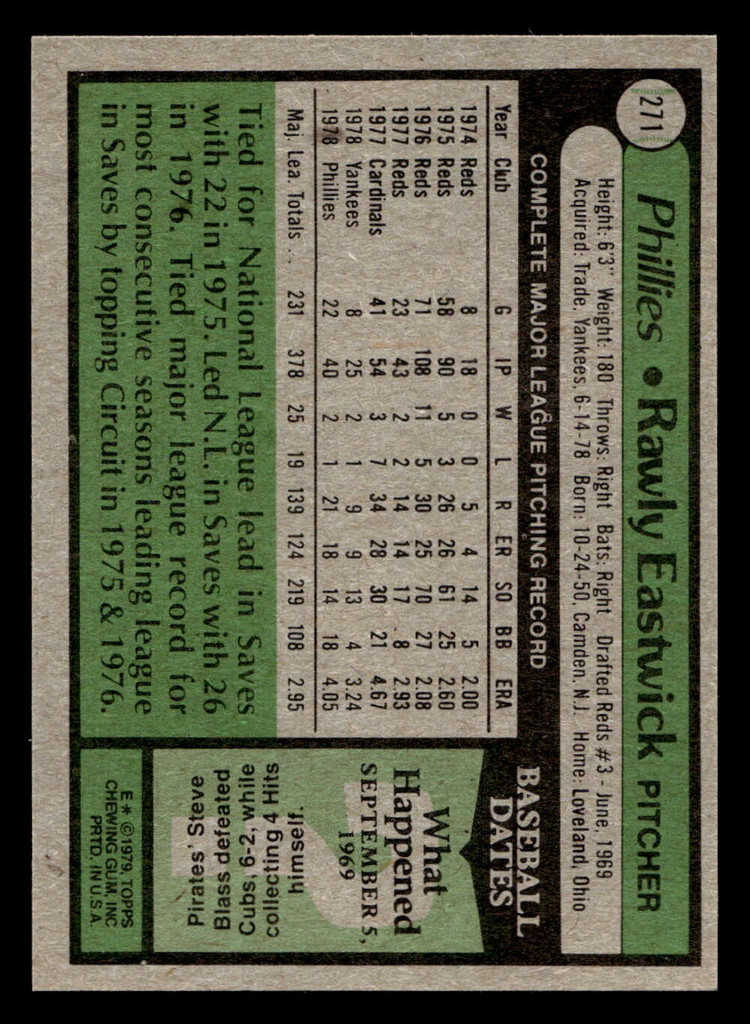 271
Phillies • Rawly Eastwick PITCHER
Height: 6'3" Weight: 180 Throws: Right Bats: Right Drafted Reds #3 - June, 1969
Acquired: Trade, Yankees, 6-14-78 Born: 10-24-50, Camden, N.J. Home: Loveland, Ohio
COMPLETE MAJOR LEAGUE PITCHING RECORD
Year Club G IP W L R ER SO BB ERA
1974 Reds 8 18 0 0 5 4 14 5 2.00
1975 Reds 58 90 5 3 26 26 61 25 2.60
1976 Reds 71 108 11 5 30 25 70 27 2.08
1977 Reds 23 43 2 2 14 14 17 8 2.93
1977 Cardinals 41 54 3 7 34 28 30 21 4.67
1978 Yankees 8 25 2 1 9 9 13 4 3.24
1978 Phillies 22 40 2 1 21 18 14 18 4.05
Maj. Lea. Totals ... 231 378 25 19 139 124 219 108 2.95
Tied for National League lead in Saves
with 22 in 1975. Led N.L. in Saves with 26
in 1976. Tied major league record for
most consecutive seasons leading league
in Saves by topping Circuit in 1975 & 1976.
BASEBALL
DATES
What
Happened
SEPTEMBER 5,
1969
?
Pirates, Steve
Blass defeated
Cubs, 6-2, while
collecting 4 Hits
himself.
E * © 1979, TOPPS
CHEWING GUM, INC
PRTD. IN U.S.A.